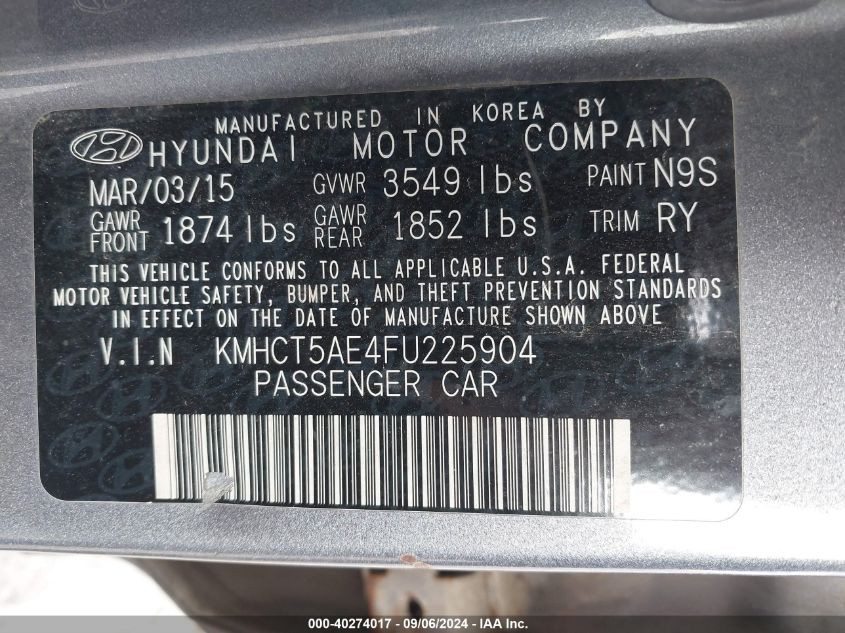 MANUFACTURED IN KOREA BY
HYUNDAI MOTOR COMPANY
MAR/03/15 GVWR 3549 lbs PAINT N9S
GAWR FRONT 1874 lbs GAWR REAR 1852 lbs TRIM RY
THIS VEHICLE CONFORMS TO ALL APPLICABLE U.S.A. FEDERAL
MOTOR VEHICLE SAFETY, BUMPER, AND THEFT PREVENTION STANDARDS
IN EFFECT ON THE DATE OF MANUFACTURE SHOWN ABOVE
V.I.N KMHCT5AE4FU225904
PASSENGER CAR
000-40274017 - 09/06/2024 - IAA Inc.